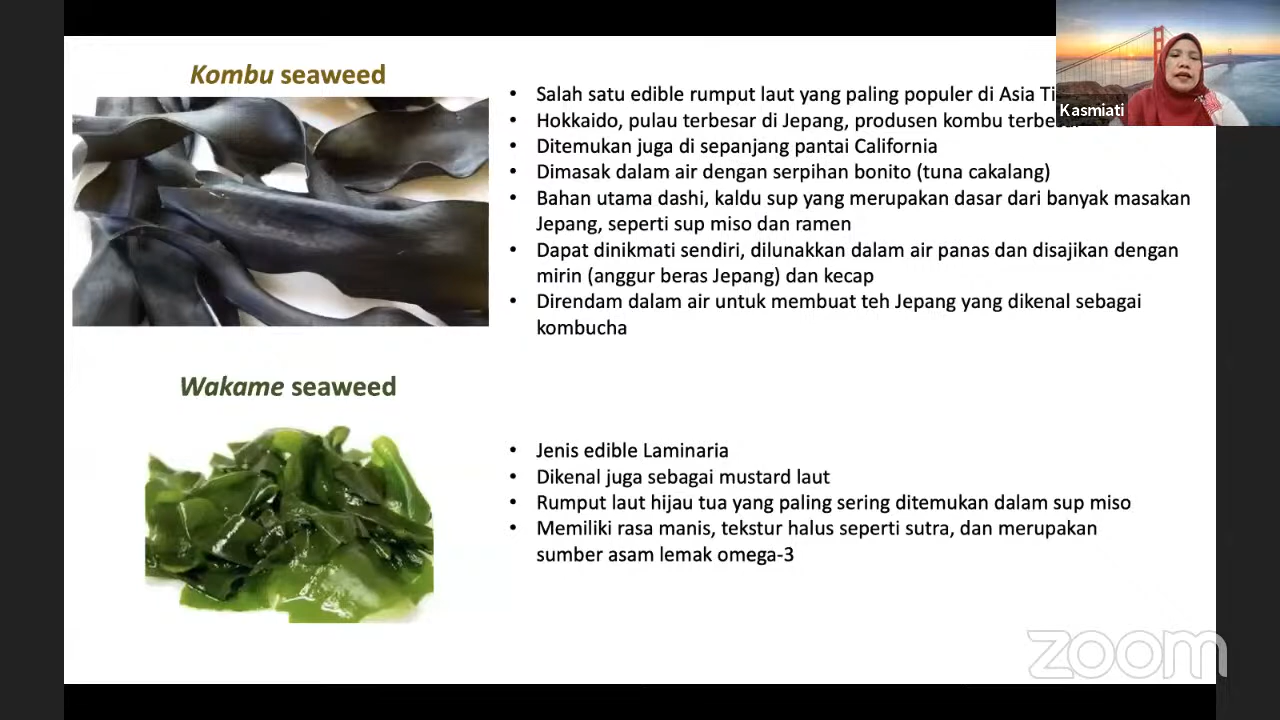 Kombu seaweed
• Salah satu edible rumput laut yang paling populer di Asia
• Hokkaido, pulau terbesar di Jepang, produsen kombu
• Ditemukan juga di sepanjang pantai California
• Dimasak dalam air dengan serpihan bonito (tuna cakalang)
• Bahan utama dashi, kaldu sup yang merupakan dasar dari banyak masakan
Jepang, seperti sup miso dan ramen
• Dapat dinikmati sendiri, dilunakkan dalam air panas dan disajikan dengan
mirin (anggur beras Jepang) dan kecap
• Direndam dalam air untuk membuat teh Jepang yang dikenal sebagai
kombucha
Kasmiati
Wakame seaweed
• Jenis edible Laminaria
• Dikenal juga sebagai mustard laut
• Rumput laut hijau tua yang paling sering ditemukan dalam sup miso
• Memiliki rasa manis, tekstur halus seperti sutra, dan merupakan
sumber asam lemak omega-3
zoom